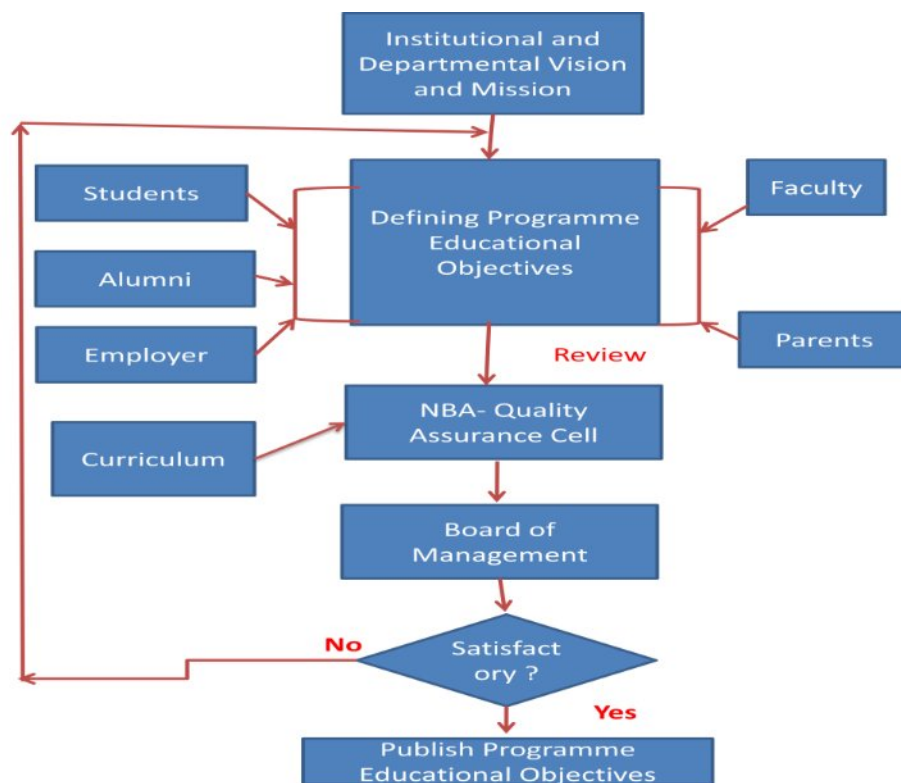 Institutional and
Departmental Vision
and Mission
Students
Defining Programme
Educational
Objectives
Faculty
Alumni
Employer
Parents
Review
NBA- Quality
Assurance Cell
Curriculum
Board of
Management
No
Satisfact
ory ?
Yes
Publish Programme
Educational Objectives